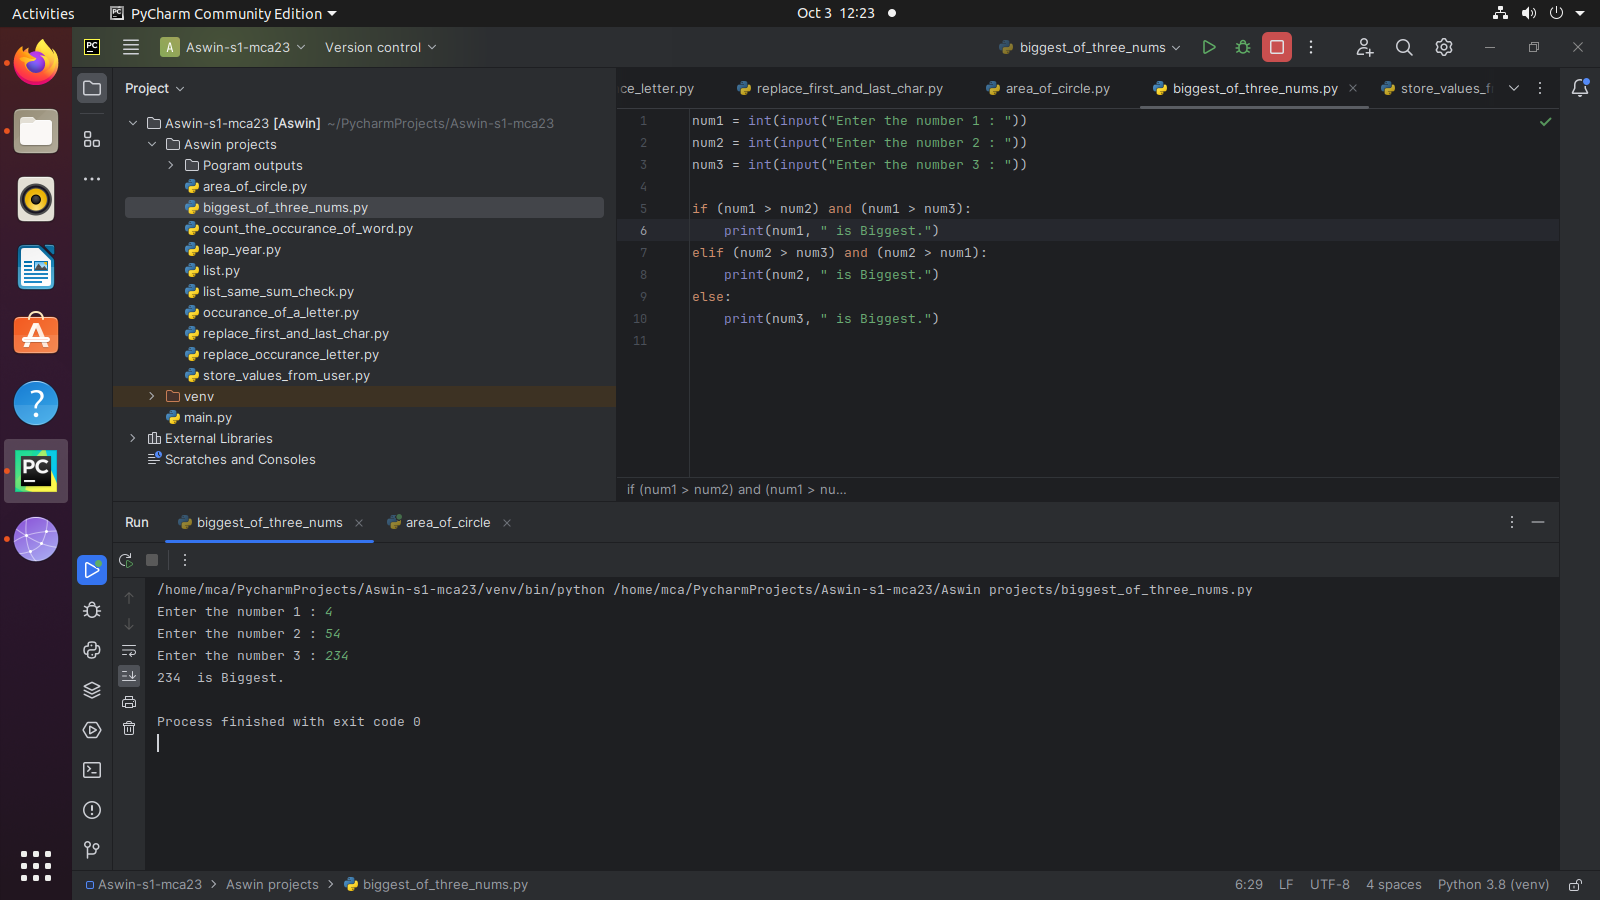 Activities PyCharm Community Edition Oct 3 12:23
PC A Aswin-s1-mca23 Version control biggest_of_three_nums
Project
ce_letter.py replace_first_and_last_char.py area_of_circle.py biggest_of_three_nums.py store_values_f
Aswin-s1-mca23 [Aswin] ~/PycharmProjects/Aswin-s1-mca23
Aswin projects
Pogram outputs
area_of_circle.py
biggest_of_three_nums.py
count_the_occurance_of_word.py
leap_year.py
list.py
list_same_sum_check.py
occurance_of_a_letter.py
replace_first_and_last_char.py
replace_occurance_letter.py
store_values_from_user.py
venv
main.py
External Libraries
Scratches and Consoles
1 num1 = int(input("Enter the number 1 : "))
2 num2 = int(input("Enter the number 2 : "))
3 num3 = int(input("Enter the number 3 : "))
4
5 if (num1 > num2) and (num1 > num3):
6 print(num1, " is Biggest.")
7 elif (num2 > num3) and (num2 > num1):
8 print(num2, " is Biggest.")
9 else:
10 print(num3, " is Biggest.")
11
if (num1 > num2) and (num1 > nu...
PC
Run biggest_of_three_nums area_of_circle
/home/mca/PycharmProjects/Aswin-s1-mca23/venv/bin/python /home/mca/PycharmProjects/Aswin-s1-mca23/Aswin projects/biggest_of_three_nums.py
Enter the number 1 : 4
Enter the number 2 : 54
Enter the number 3 : 234
234  is Biggest.
Process finished with exit code 0
Aswin-s1-mca23 > Aswin projects > biggest_of_three_nums.py 6:29 LF UTF-8 4 spaces Python 3.8 (venv)